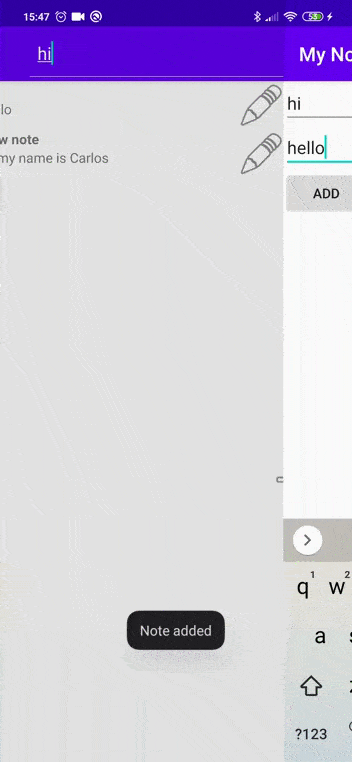 15:47
58
hi
My No
lo
w note
my name is Carlos
hi
hello
ADD
Note added
q 1 w 2
a s
z
?123